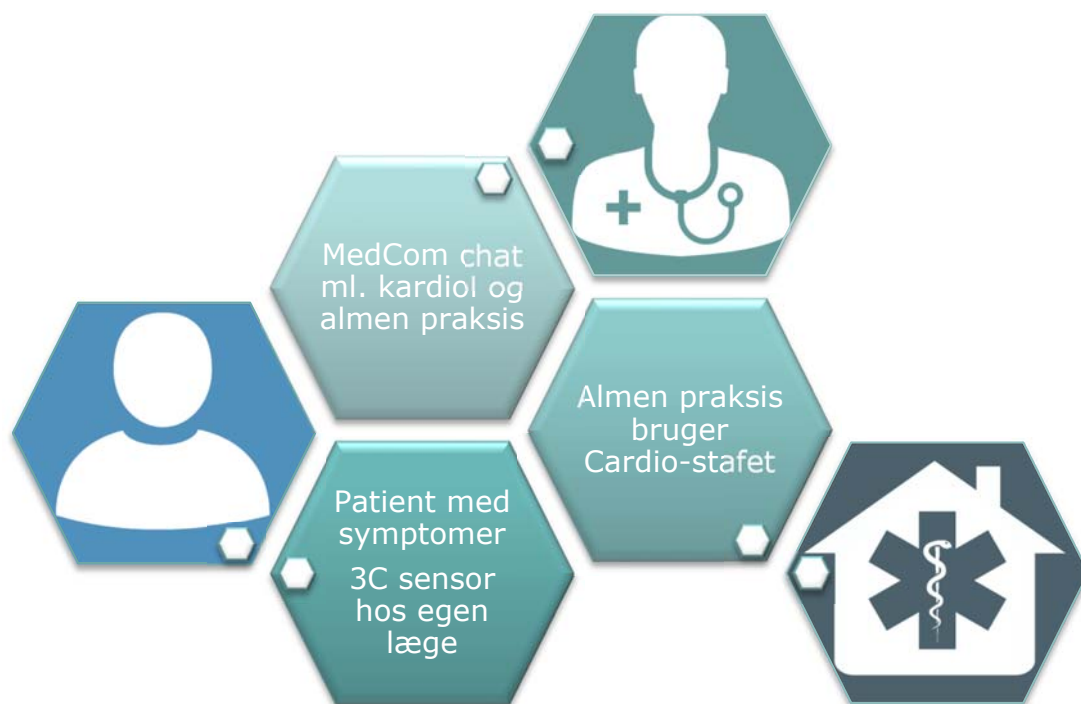 MedCom chat
ml. kardiol og
almen praksis
Almen praksis
bruger
Cardio-stafet
Patient med
symptomer
3C sensor
hos egen
læge